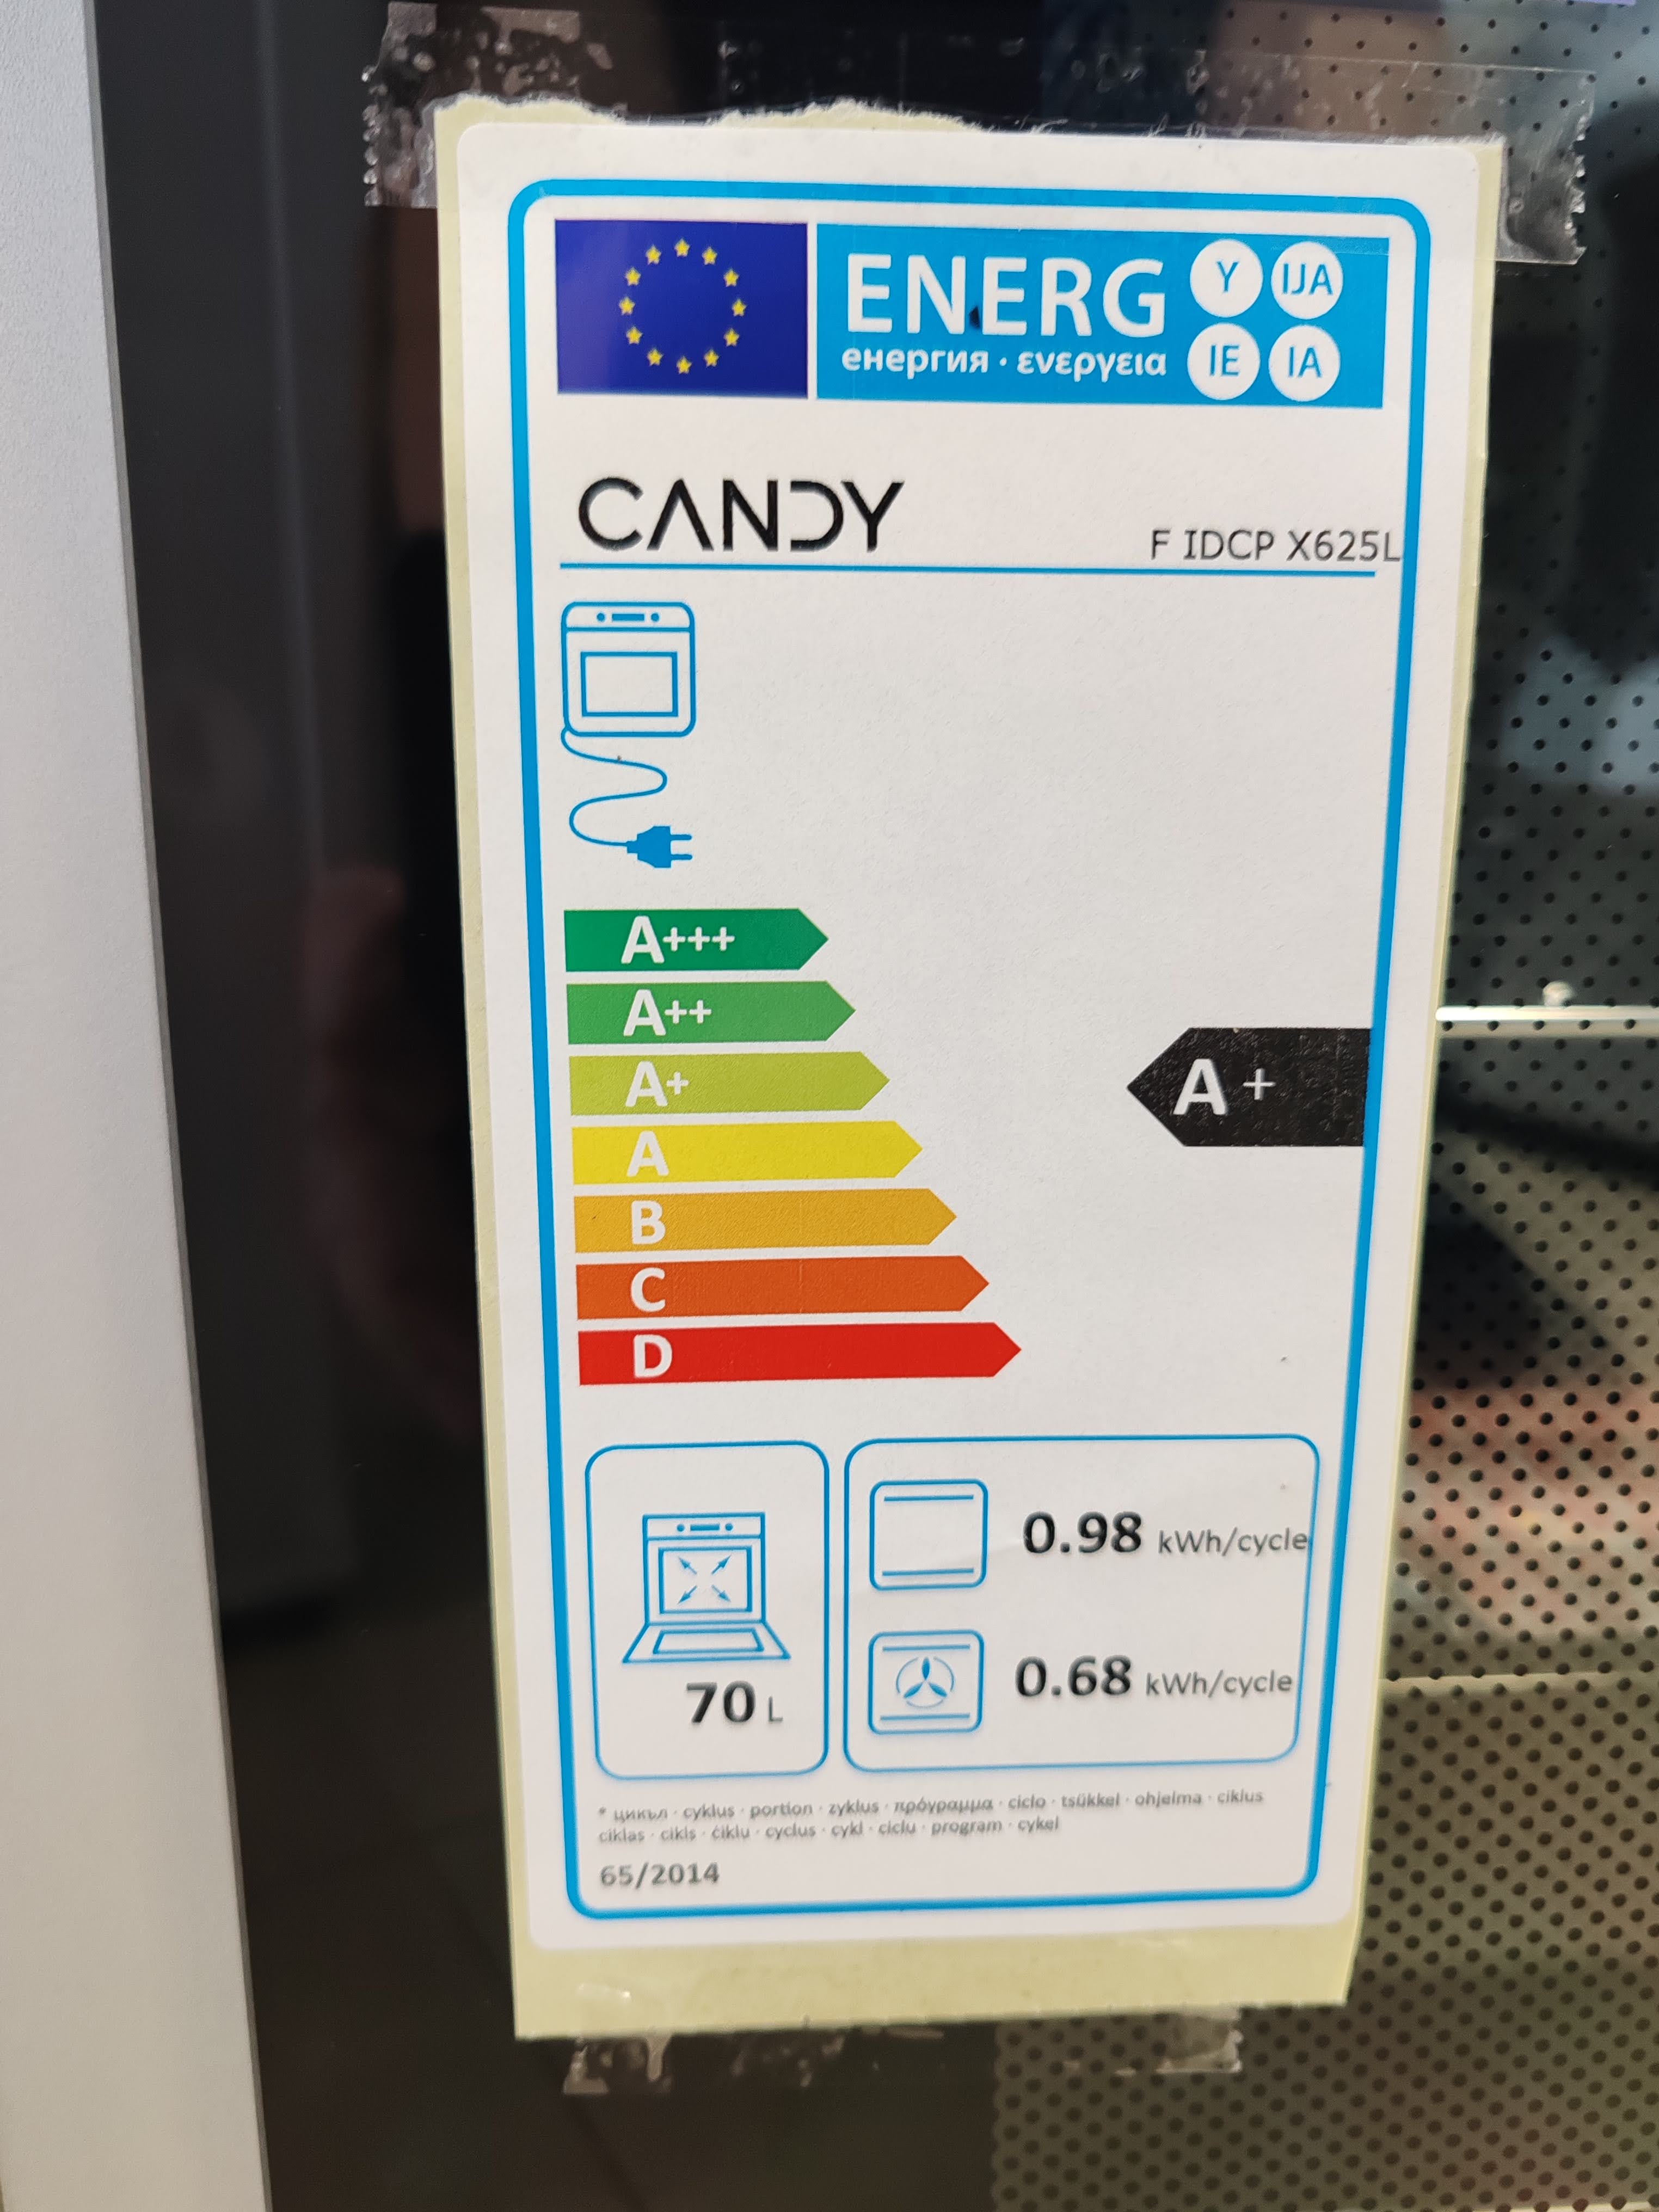 ENERG Y IJA
енергия · ενεργεια IE IA
CANDY
F IDCP X625L
A+++
A++
A+
A+
A
B
C
D
0.98 kWh/cycle
0.68 kWh/cycle
70 L
* цикъл · cyklus · portion · zyklus · πρόγραμμα · ciclo · tsükkel · ohjelma · ciklus
ciklas · cikls · ċiklu · cyclus · cykl · ciclu · program · cykel
65/2014